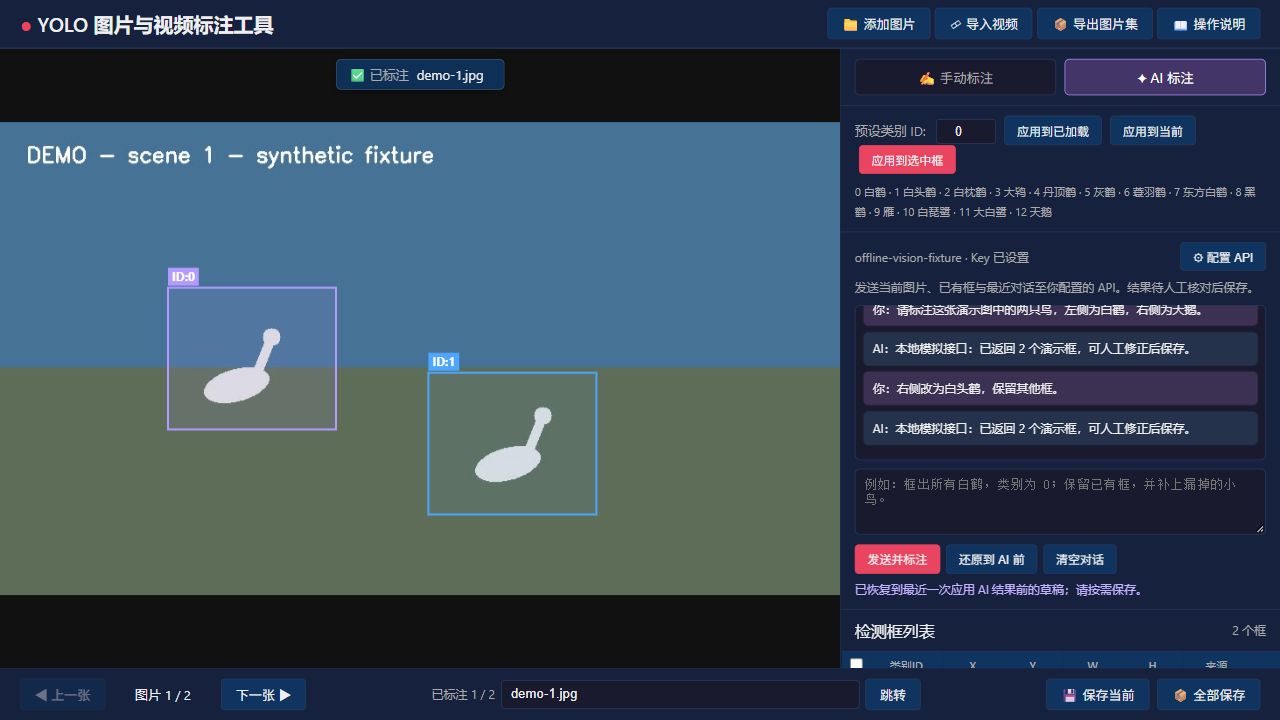 YOLO 图片与视频标注工具
📁 添加图片
🔗 导入视频
📦 导出图片集
📖 操作说明
✅ 已标注 demo-1.jpg
DEMO – scene 1 – synthetic fixture
ID:0
ID:1
✍ 手动标注
✦ AI 标注
预设类别 ID: 0 应用到已加载 应用到当前
应用到选中框
0 白鹤 · 1 白头鹤 · 2 白枕鹤 · 3 大鸨 · 4 丹顶鹤 · 5 灰鹤 · 6 蓑羽鹤 · 7 东方白鹳 · 8 黑
鹳 · 9 雁 · 10 白琵鹭 · 11 大白鹭 · 12 天鹅
offline-vision-fixture · Key 已设置
⚙ 配置 API
发送当前图片、已有框与最近对话至你配置的 API。结果待人工核对后保存。
你：请标注这张演示图中的两只鸟，左侧为白鹤，右侧为天鹅。
AI：本地模拟接口：已返回 2 个演示框，可人工修正后保存。
你：右侧改为白头鹤，保留其他框。
AI：本地模拟接口：已返回 2 个演示框，可人工修正后保存。
例如：框出所有白鹤，类别为 0；保留已有框，并补上漏掉的小
鸟。
发送并标注 还原到 AI 前 清空对话
已恢复到最近一次应用 AI 结果前的草稿；请按需保存。
检测框列表
2 个框
类别ID X Y W H 来源
◀ 上一张
图片 1 / 2
下一张 ▶
已标注 1 / 2
demo-1.jpg
跳转
💾 保存当前
📦 全部保存